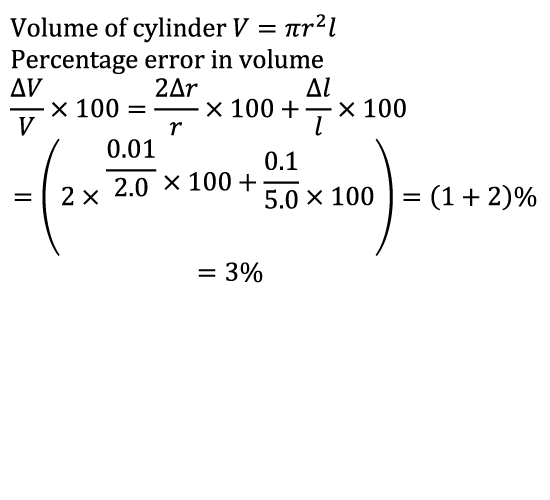 Volume of cylinder V = πr²l
Percentage error in volume
ΔV/V × 100 = 2Δr/r × 100 + Δl/l × 100
= (2 × 0.01/2.0 × 100 + 0.1/5.0 × 100) = (1 + 2)%
= 3%